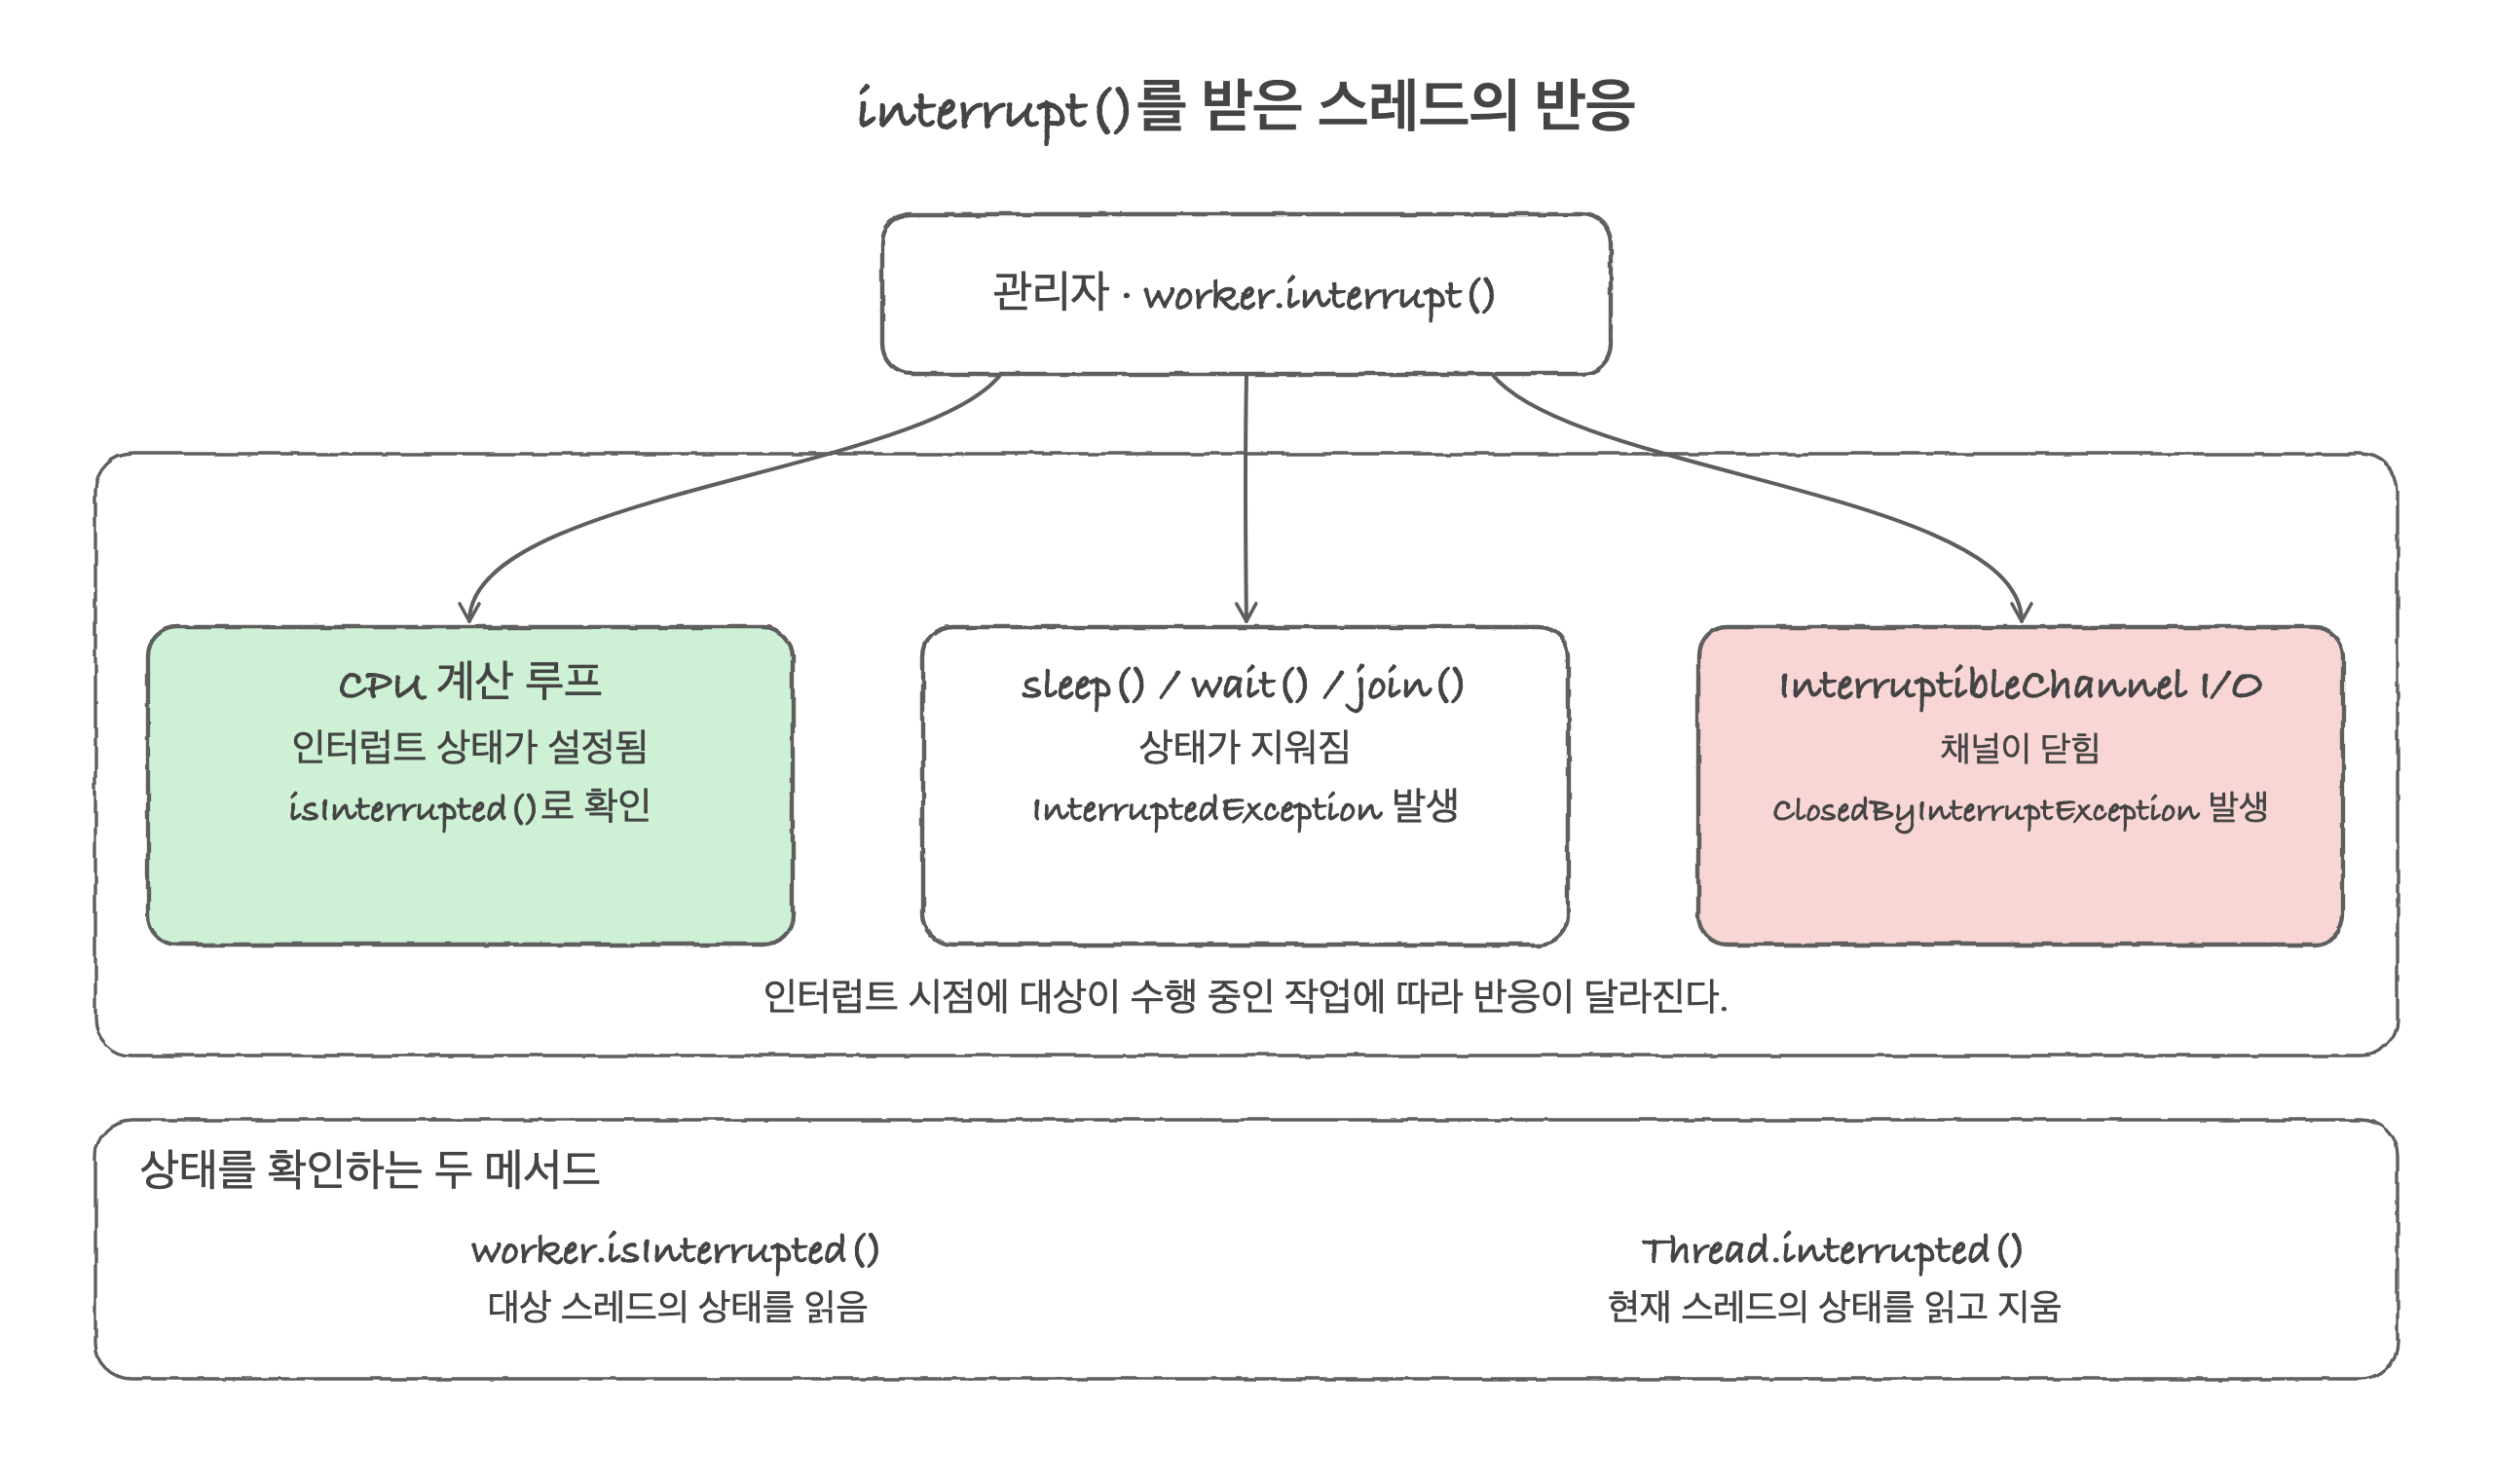 interrupt()를 받은 스레드의 반응
관리자 · worker.interrupt()
CPU 계산 루프
인터럽트 상태가 설정됨
isInterrupted()로 확인
sleep() / wait() / join()
상태가 지워짐
InterruptedException 발생
InterruptibleChannel I/O
채널이 닫힘
ClosedByInterruptException 발생
인터럽트 시점에 대상이 수행 중인 작업에 따라 반응이 달라진다.
상태를 확인하는 두 메서드
worker.isInterrupted()
대상 스레드의 상태를 읽음
Thread.interrupted()
현재 스레드의 상태를 읽고 지움